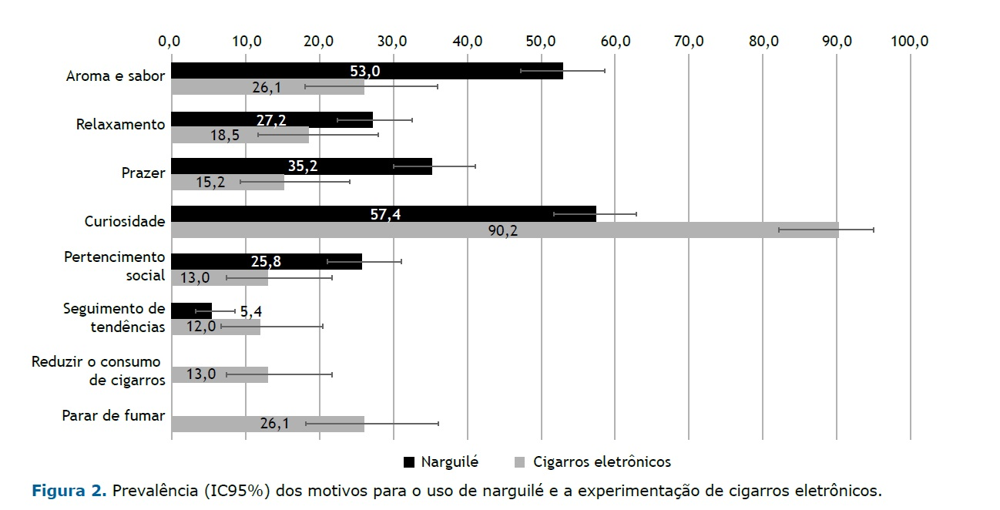 0,0 10,0 20,0 30,0 40,0 50,0 60,0 70,0 80,0 90,0 100,0
Aroma e sabor
53,0
26,1
Relaxamento
27,2
18,5
Prazer
35,2
15,2
Curiosidade
57,4
90,2
Pertencimento
social
25,8
13,0
Seguimento de
tendências
5,4
12,0
Reduzir o consumo
de cigarros
13,0
Parar de fumar
26,1
Narguilé Cigarros eletrônicos
Figura 2. Prevalência (IC95%) dos motivos para o uso de narguilé e a experimentação de cigarros eletrônicos.